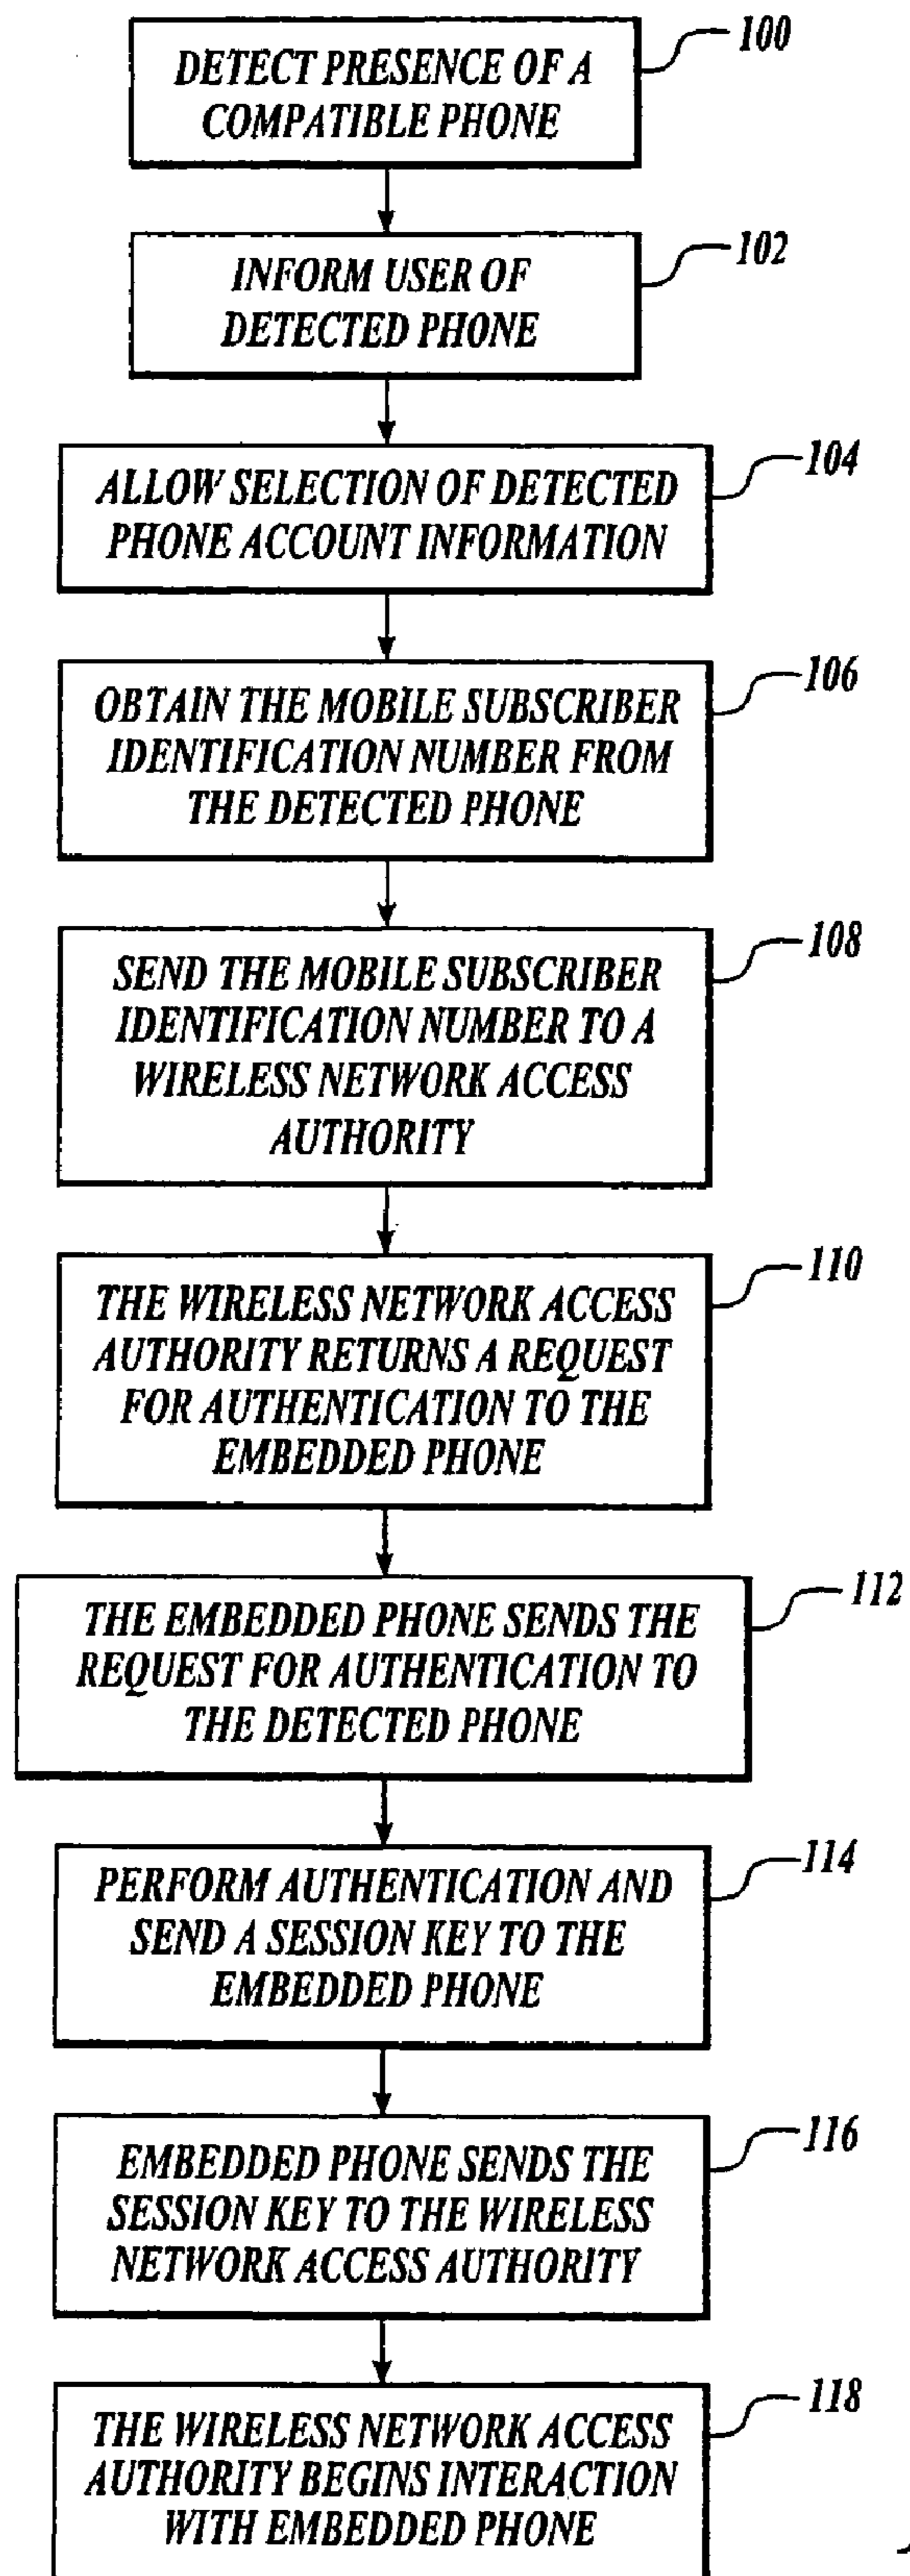 100
DETECT PRESENCE OF A
COMPATIBLE PHONE
102
INFORM USER OF
DETECTED PHONE
104
ALLOW SELECTION OF DETECTED
PHONE ACCOUNT INFORMATION
106
OBTAIN THE MOBILE SUBSCRIBER
IDENTIFICATION NUMBER FROM
THE DETECTED PHONE
108
SEND THE MOBILE SUBSCRIBER
IDENTIFICATION NUMBER TO A
WIRELESS NETWORK ACCESS
AUTHORITY
110
THE WIRELESS NETWORK ACCESS
AUTHORITY RETURNS A REQUEST
FOR AUTHENTICATION TO THE
EMBEDDED PHONE
112
THE EMBEDDED PHONE SENDS THE
REQUEST FOR AUTHENTICATION TO
THE DETECTED PHONE
114
PERFORM AUTHENTICATION AND
SEND A SESSION KEY TO THE
EMBEDDED PHONE
116
EMBEDDED PHONE SENDS THE
SESSION KEY TO THE WIRELESS
NETWORK ACCESS AUTHORITY
118
THE WIRELESS NETWORK ACCESS
AUTHORITY BEGINS INTERACTION
WITH EMBEDDED PHONE